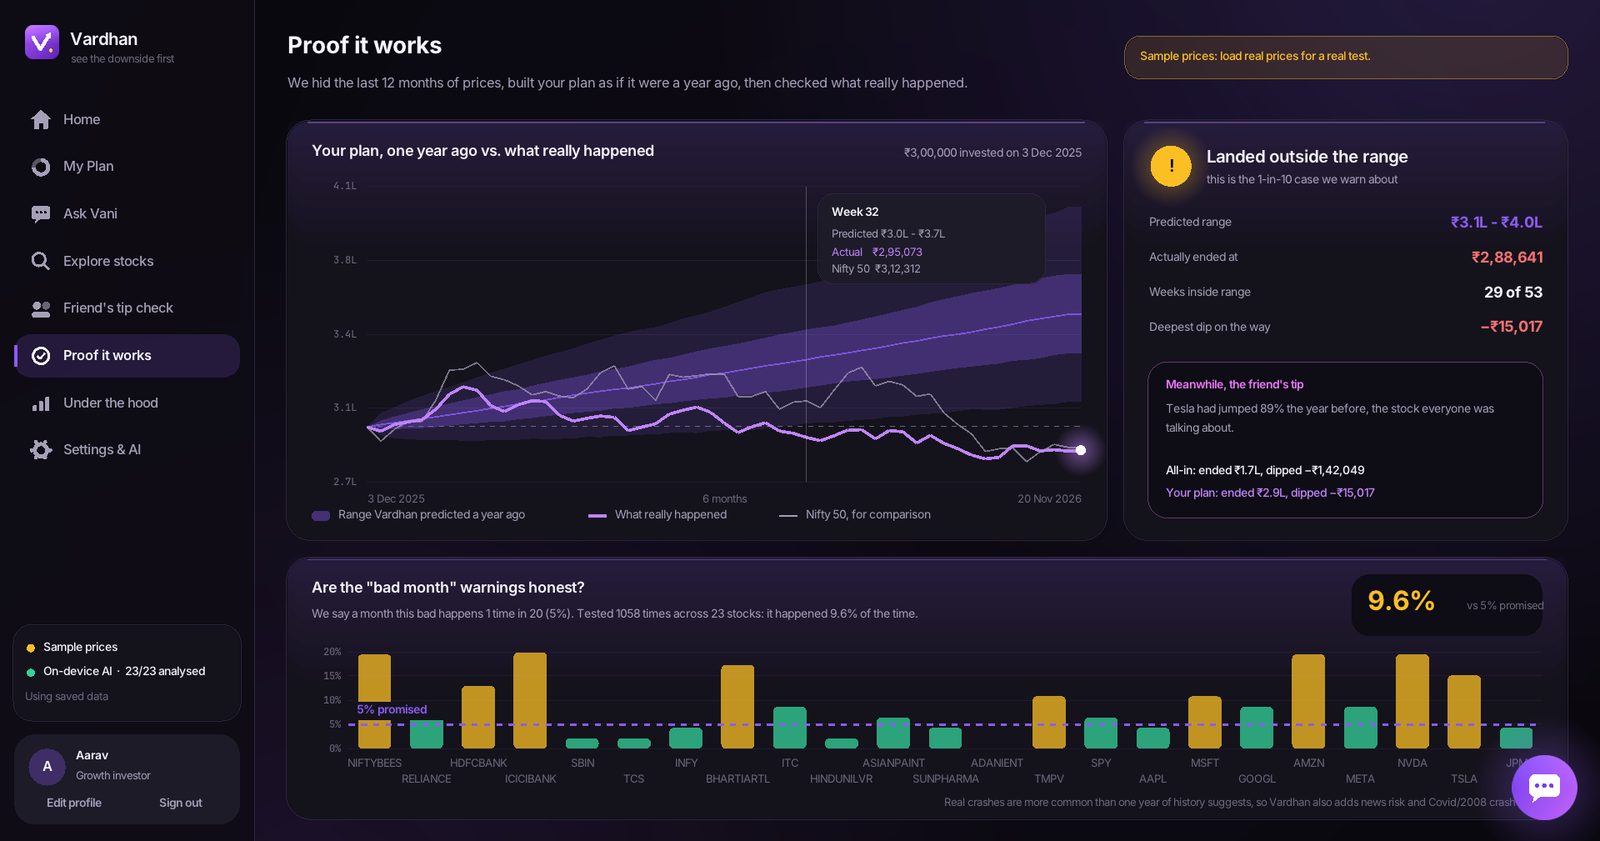 Vardhan
see the downside first
Home
My Plan
Ask Vani
Explore stocks
Friend's tip check
Proof it works
Under the hood
Settings & AI
Sample prices
On-device AI · 23/23 analysed
Using saved data
A
Aarav
Growth investor
Edit profile
Sign out
Proof it works
We hid the last 12 months of prices, built your plan as if it were a year ago, then checked what really happened.
Sample prices: load real prices for a real test.
Your plan, one year ago vs. what really happened
₹3,00,000 invested on 3 Dec 2025
4.1L
3.8L
3.4L
3.1L
2.7L
Week 32
Predicted ₹3.0L - ₹3.7L
Actual ₹2,95,073
Nifty 50 ₹3,12,312
3 Dec 2025
6 months
20 Nov 2026
Range Vardhan predicted a year ago
What really happened
Nifty 50, for comparison
!
Landed outside the range
this is the 1-in-10 case we warn about
Predicted range
₹3.1L - ₹4.0L
Actually ended at
₹2,88,641
Weeks inside range
29 of 53
Deepest dip on the way
−₹15,017
Meanwhile, the friend's tip
Tesla had jumped 89% the year before, the stock everyone was
talking about.
All-in: ended ₹1.7L, dipped −₹1,42,049
Your plan: ended ₹2.9L, dipped −₹15,017
Are the "bad month" warnings honest?
We say a month this bad happens 1 time in 20 (5%). Tested 1058 times across 23 stocks: it happened 9.6% of the time.
9.6%
vs 5% promised
20%
15%
10%
5%
0%
5% promised
NIFTYBEES
RELIANCE
HDFCBANK
ICICIBANK
SBIN
TCS
INFY
BHARTIARTL
ITC
HINDUNILVR
ASIANPAINT
SUNPHARMA
ADANIENT
TMPV
SPY
AAPL
MSFT
GOOGL
AMZN
META
NVDA
TSLA
Real crashes are more common than one year of history suggests, so Vardhan also adds news risk and Covid/2008